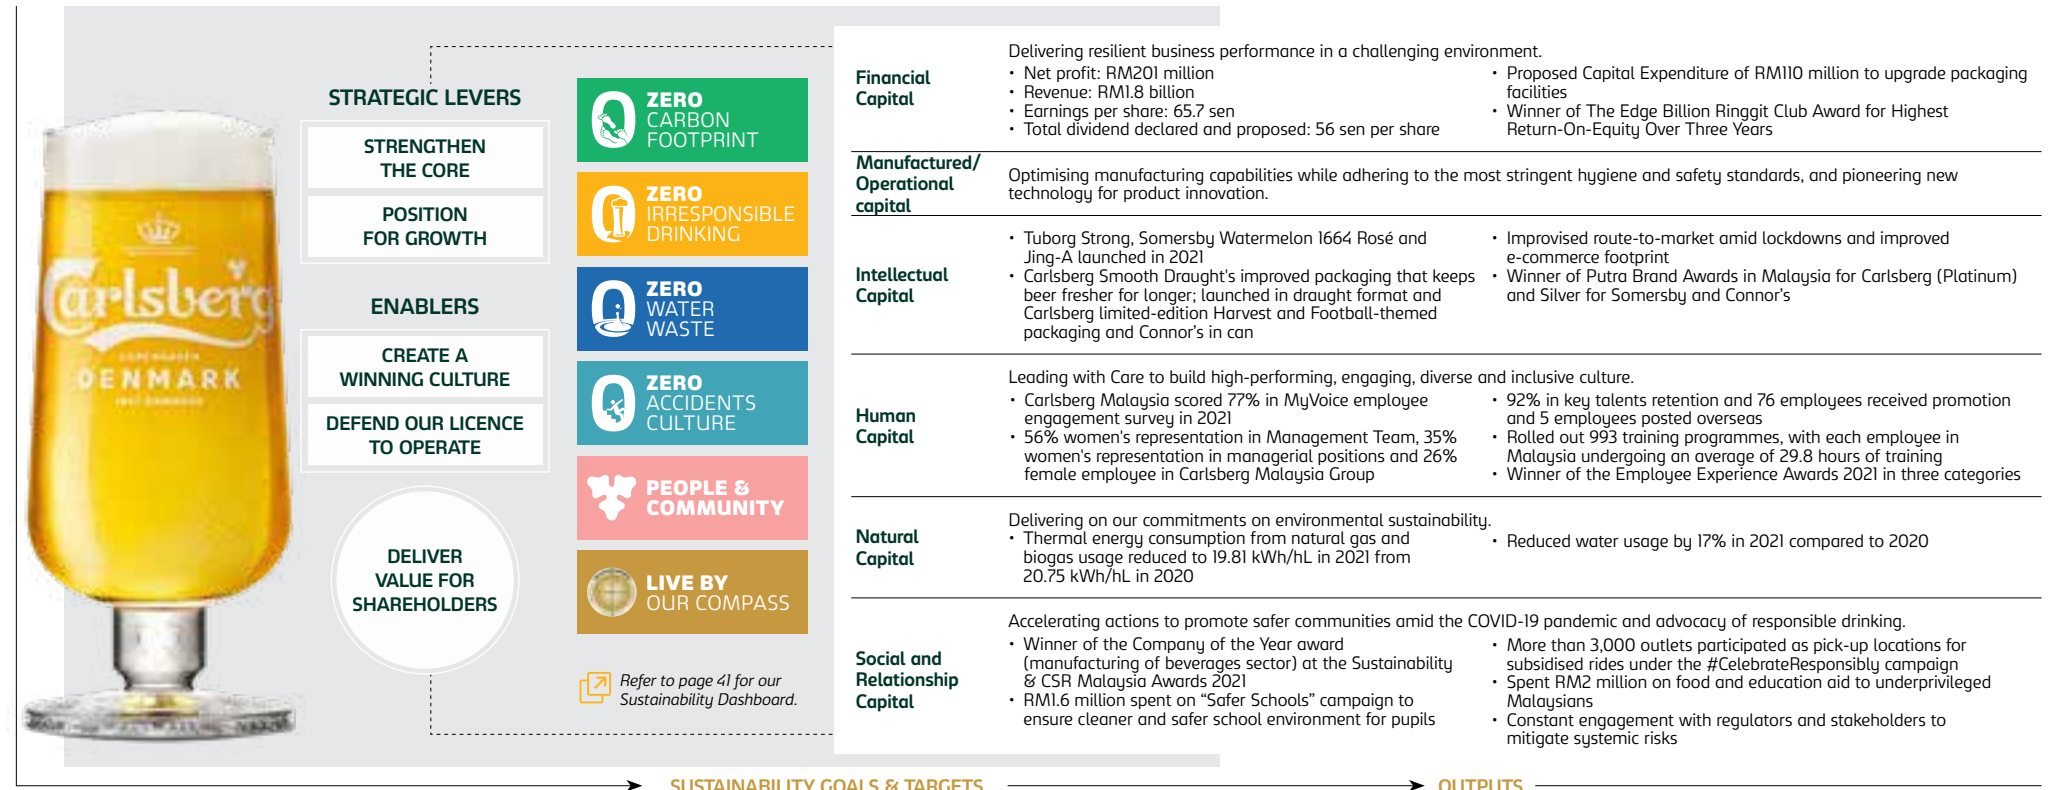 Carlsberg
COPENHAGEN
DENMARK
STRATEGIC LEVERS
STRENGTHEN
THE CORE
POSITION
FOR GROWTH
ENABLERS
CREATE A
WINNING CULTURE
DEFEND OUR LICENCE
TO OPERATE
DELIVER
VALUE FOR
SHAREHOLDERS
ZERO
CARBON
FOOTPRINT
ZERO
IRRESPONSIBLE
DRINKING
ZERO
WATER
WASTE
ZERO
ACCIDENTS
CULTURE
PEOPLE &
COMMUNITY
LIVE BY
OUR COMPASS
Refer to page 41 for our
Sustainability Dashboard.
Financial
Capital
Delivering resilient business performance in a challenging environment.
• Net profit: RM201 million
• Revenue: RM1.8 billion
• Earnings per share: 65.7 sen
• Total dividend declared and proposed: 56 sen per share
• Proposed Capital Expenditure of RM110 million to upgrade packaging
facilities
• Winner of The Edge Billion Ringgit Club Award for Highest
Return-On-Equity Over Three Years
Manufactured/
Operational
capital
Optimising manufacturing capabilities while adhering to the most stringent hygiene and safety standards, and pioneering new
technology for product innovation.
Intellectual
Capital
• Tuborg Strong, Somersby Watermelon 1664 Rosé and
Jing-A launched in 2021
• Carlsberg Smooth Draught's improved packaging that keeps
beer fresher for longer; launched in draught format and
Carlsberg limited-edition Harvest and Football-themed
packaging and Connor's in can
• Improvised route-to-market amid lockdowns and improved
e-commerce footprint
• Winner of Putra Brand Awards in Malaysia for Carlsberg (Platinum)
and Silver for Somersby and Connor's
Human
Capital
Leading with Care to build high-performing, engaging, diverse and inclusive culture.
• Carlsberg Malaysia scored 77% in MyVoice employee
engagement survey in 2021
• 56% women's representation in Management Team, 35%
women's representation in managerial positions and 26%
female employee in Carlsberg Malaysia Group
• 92% in key talents retention and 76 employees received promotion
and 5 employees posted overseas
• Rolled out 993 training programmes, with each employee in
Malaysia undergoing an average of 29.8 hours of training
• Winner of the Employee Experience Awards 2021 in three categories
Natural
Capital
Delivering on our commitments on environmental sustainability.
• Thermal energy consumption from natural gas and
biogas usage reduced to 19.81 kWh/hL in 2021 from
20.75 kWh/hL in 2020
• Reduced water usage by 17% in 2021 compared to 2020
Social and
Relationship
Capital
Accelerating actions to promote safer communities amid the COVID-19 pandemic and advocacy of responsible drinking.
• Winner of the Company of the Year award
(manufacturing of beverages sector) at the Sustainability
& CSR Malaysia Awards 2021
• RM1.6 million spent on “Safer Schools” campaign to
ensure cleaner and safer school environment for pupils
• More than 3,000 outlets participated as pick-up locations for
subsidised rides under the #CelebrateResponsibly campaign
• Spent RM2 million on food and education aid to underprivileged
Malaysians
• Constant engagement with regulators and stakeholders to
mitigate systemic risks
SUSTAINABILITY GOALS & TARGETS
OUTPUTS